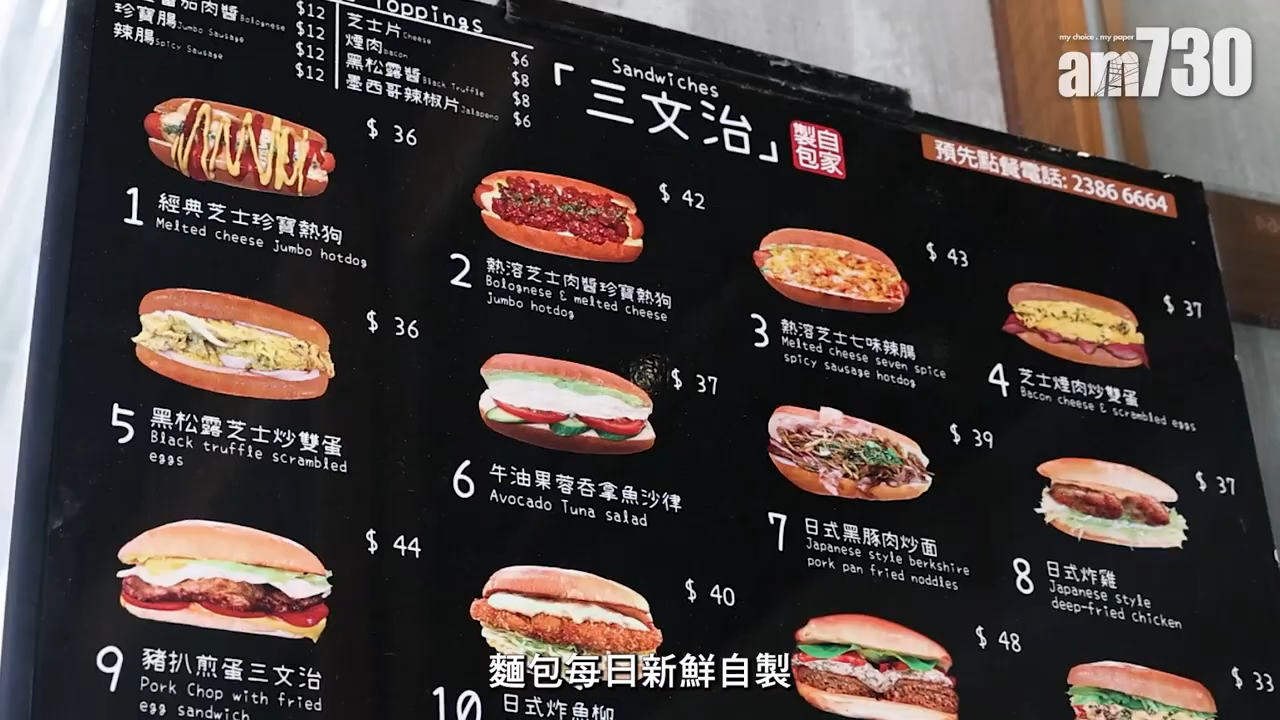 my choice . my paper
am730
Toppings
番茄肉醬 Bolognese $12
珍寶腸 Jumbo Sausage $12
辣腸 Spicy Sausage $12
$12
芝士片 Cheese $6
煙肉 bacon $8
黑松露醬 Black Truffle $8
墨西哥辣椒片 Jalapeno $6
Sandwiches
「三文治」
自家製包
預先點餐電話: 2386 6664
$ 36
1 經典芝士珍寶熱狗
Melted cheese jumbo hotdog
$ 42
2 熱溶芝士肉醬珍寶熱狗
Bolognese & melted cheese
jumbo hotdog
$ 43
3 熱溶芝士七味辣腸
Melted cheese seven spice
spicy sausage hotdog
$ 37
4 芝士煙肉炒雙蛋
Bacon cheese & scrambled eggs
$ 36
5 黑松露芝士炒雙蛋
Black truffle scrambled
eggs
$ 37
6 牛油果蓉吞拿魚沙律
Avocado Tuna salad
$ 39
7 日式黑豚肉炒面
Japanese style berkshire
pork pan fried noddles
$ 37
8 日式炸雞
Japanese style
deep-fried chicken
$ 44
9 豬扒煎蛋三文治
Pork Chop with fried
egg sandwich
$ 40
10 日式炸魚柳
$ 48
$ 33
麵包每日新鮮自製